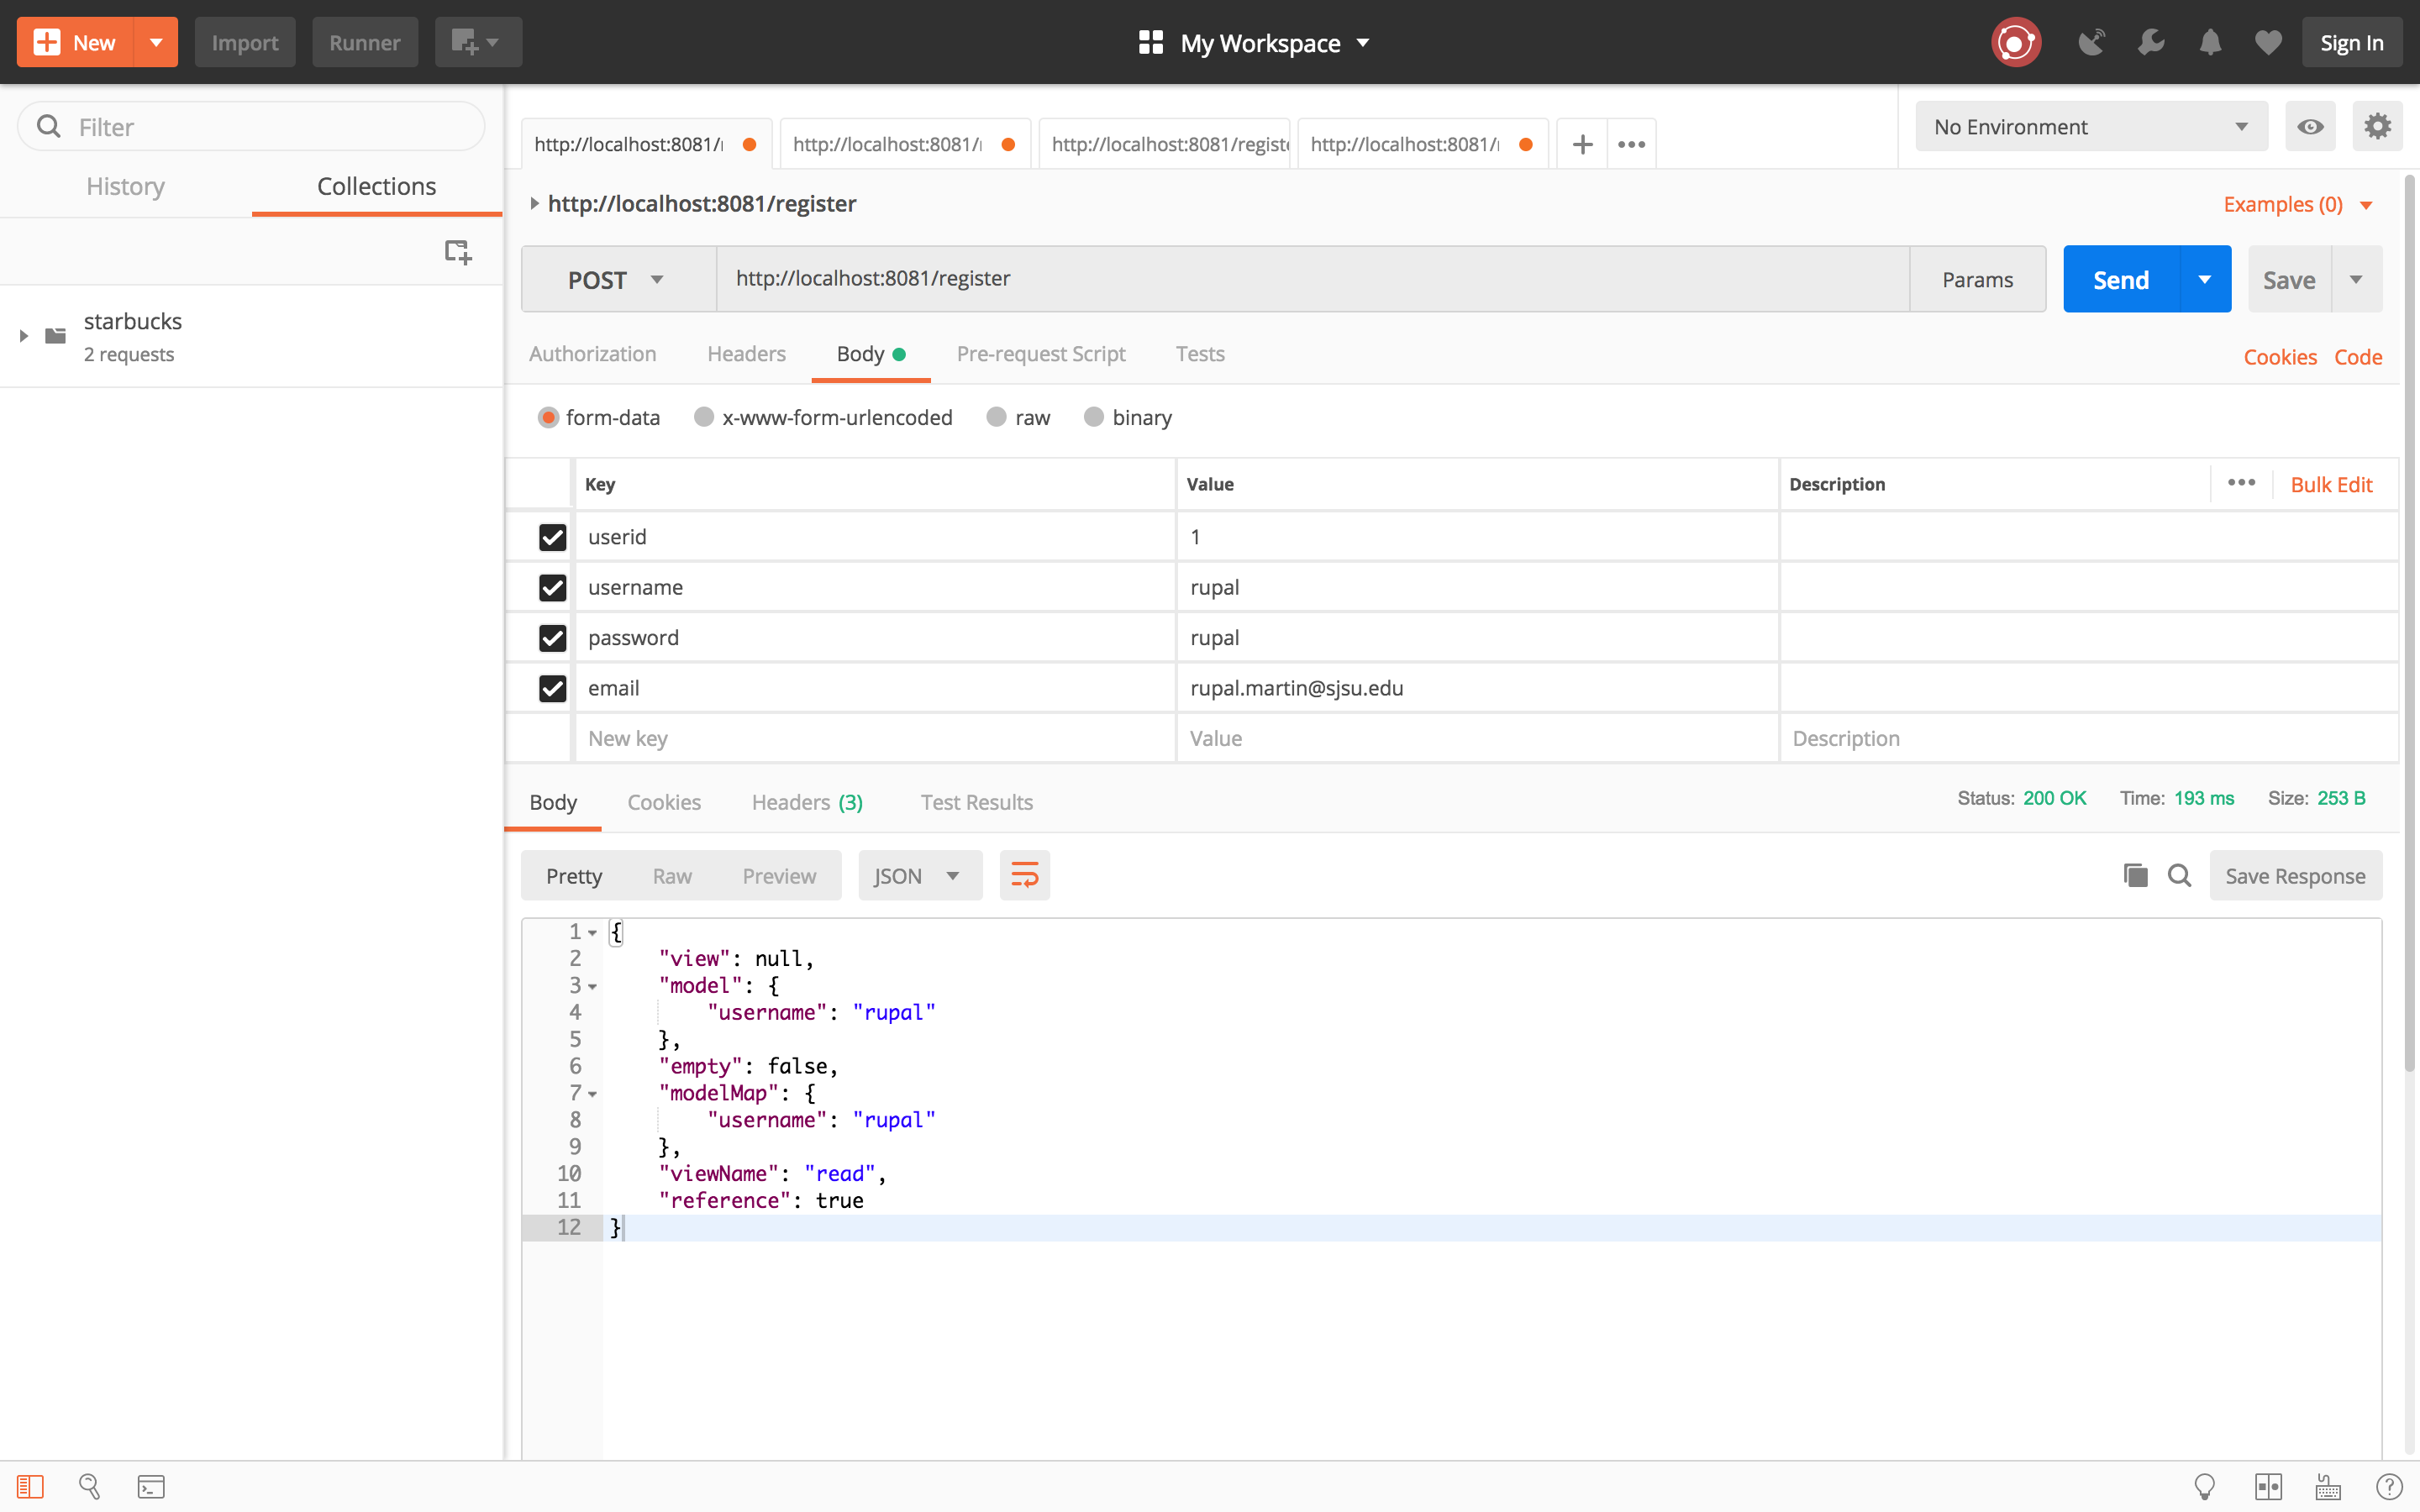 New Import Runner My Workspace Sign In
Filter
History Collections
starbucks
2 requests
http://localhost:8081/ http://localhost:8081/ http://localhost:8081/regist http://localhost:8081/
No Environment
http://localhost:8081/register Examples (0)
POST http://localhost:8081/register Params Send Save
Authorization Headers Body Pre-request Script Tests Cookies Code
form-data x-www-form-urlencoded raw binary
Key Value Description Bulk Edit
userid 1
username rupal
password rupal
email rupal.martin@sjsu.edu
New key Value Description
Body Cookies Headers (3) Test Results Status: 200 OK Time: 193 ms Size: 253 B
Pretty Raw Preview JSON Save Response
1 {
2 "view": null,
3 "model": {
4 "username": "rupal"
5 },
6 "empty": false,
7 "modelMap": {
8 "username": "rupal"
9 },
10 "viewName": "read",
11 "reference": true
12 }